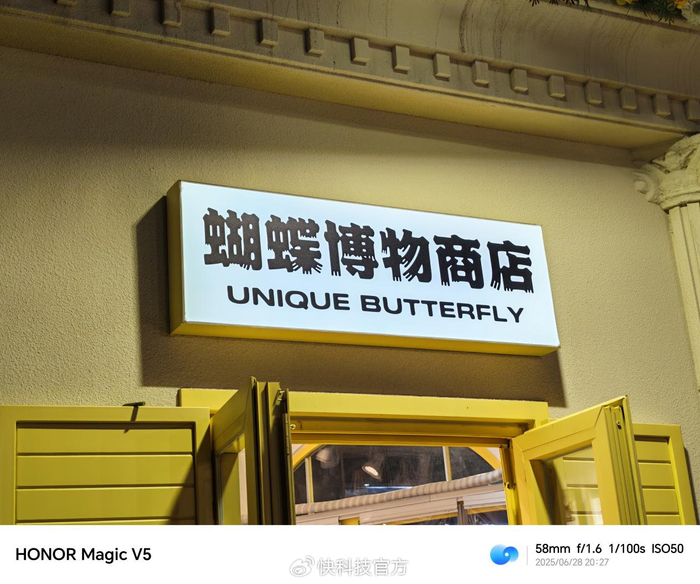 蝴蝶博物商店
UNIQUE BUTTERFLY
HONOR Magic V5
58mm f/1.6 1/100s ISO50
2025/06/28 20:27
快科技官方